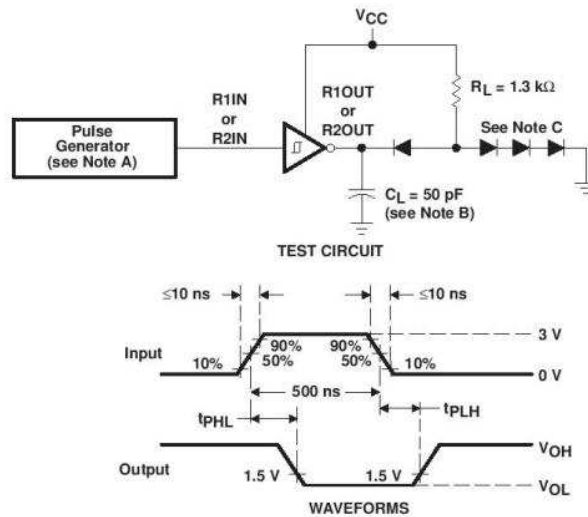 VCC
RL = 1.3 kΩ
R1IN
or
R2IN
R1OUT
or
R2OUT
See Note C
Pulse
Generator
(see Note A)
CL = 50 pF
(see Note B)
TEST CIRCUIT
≤10 ns
≤10 ns
3 V
90%
90%
Input
50%
50%
10%
10%
0 V
500 ns
tPHL
tPLH
VOH
Output
1.5 V
1.5 V
VOL
WAVEFORMS